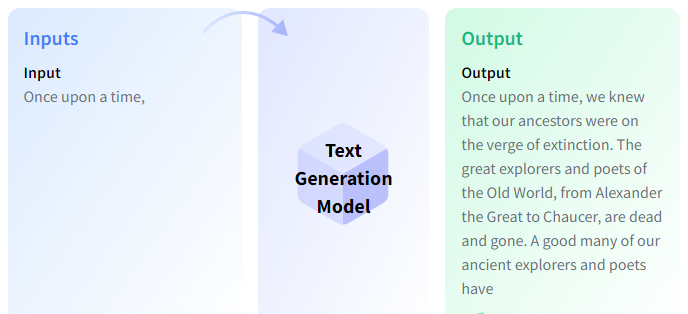 Inputs
Input
Once upon a time,
Text
Generation
Model
Output
Output
Once upon a time, we knew
that our ancestors were on
the verge of extinction. The
great explorers and poets of
the Old World, from Alexander
the Great to Chaucer, are dead
and gone. A good many of our
ancient explorers and poets
have